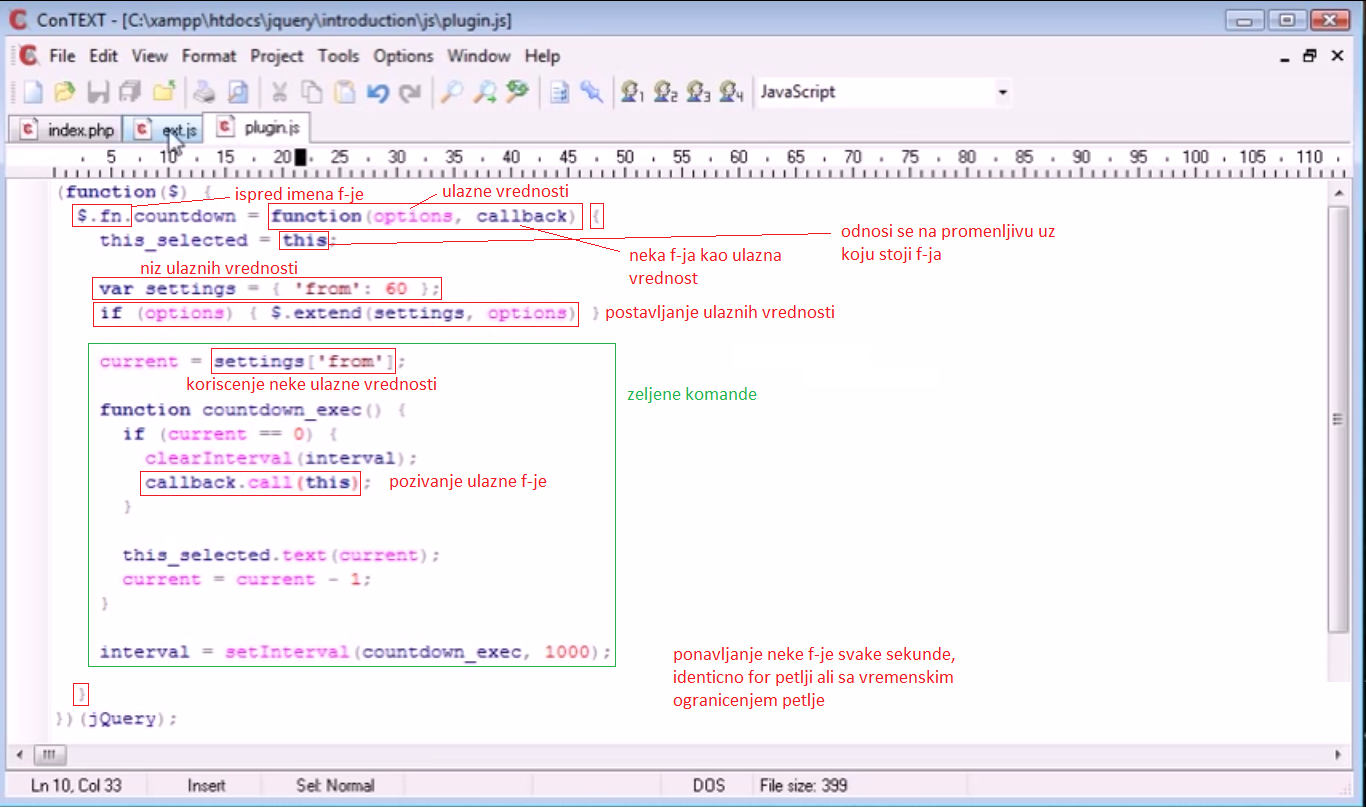 ConTEXT - [C:\xampp\htdocs\jquery\introduction\js\plugin.js]
File Edit View Format Project Tools Options Window Help
1 2 3 4 JavaScript
index.php ext.js plugin.js
5 10 15 20 25 30 35 40 45 50 55 60 65 70 75 80 85 90 95 100 105 110
(function($) {
ispred imena f-je
ulazne vrednosti
$.fn.countdown = function(options, callback) {
this_selected = this;
odnosi se na promenljivu uz
koju stoji f-ja
neka f-ja kao ulazna
vrednost
niz ulaznih vrednosti
var settings = { 'from': 60 };
if (options) { $.extend(settings, options) } postavljanje ulaznih vrednosti
current = settings['from'];
koriscenje neke ulazne vrednosti
zeljene komande
function countdown_exec() {
if (current == 0) {
clearInterval(interval);
callback.call(this); pozivanje ulazne f-je
}
this_selected.text(current);
current = current - 1;
}
interval = setInterval(countdown_exec, 1000);
ponavljanje neke f-je svake sekunde,
identicno for petlji ali sa vremenskim
ogranicenjem petlje
}
})(jQuery);
Ln 10, Col 33 Insert Sel: Normal DOS File size: 399